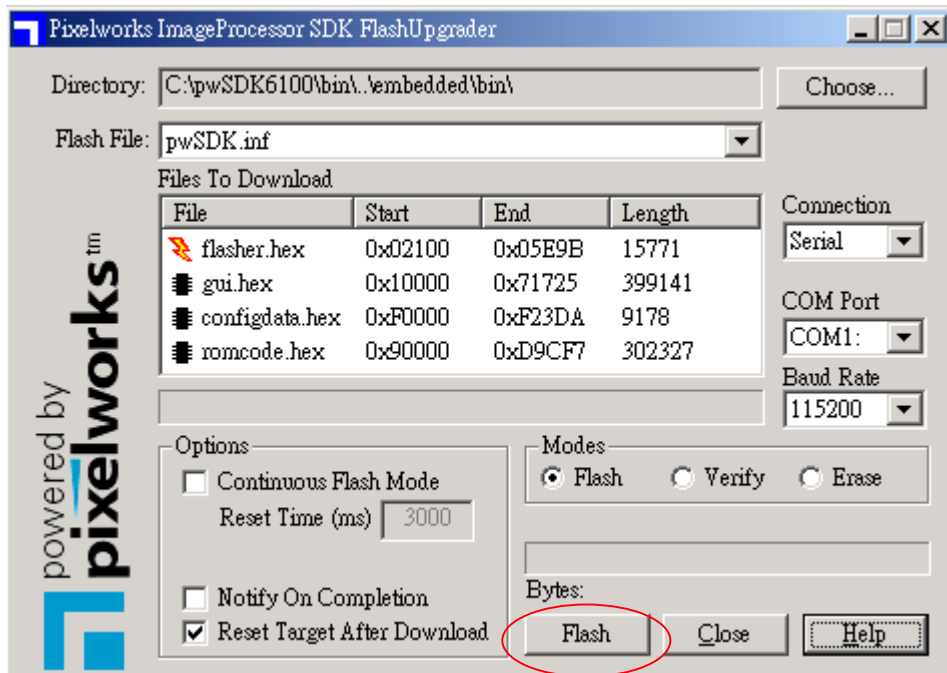 Pixelworks ImageProcessor SDK FlashUpgrader
Directory: C:\pwSDK6100\bin\..\embedded\bin\ Choose...
Flash File: pwSDK.inf
Files To Download
File Start End Length
flasher.hex 0x02100 0x05E9B 15771
gui.hex 0x10000 0x71725 399141
configdata.hex 0xF0000 0xF23DA 9178
romcode.hex 0x90000 0xD9CF7 302327
Connection
Serial
COM Port
COM1:
Baud Rate
115200
powered by
pixelworks tm
Options
Continuous Flash Mode
Reset Time (ms) 3000
Notify On Completion
Reset Target After Download
Modes
Flash Verify Erase
Bytes:
Flash Close Help